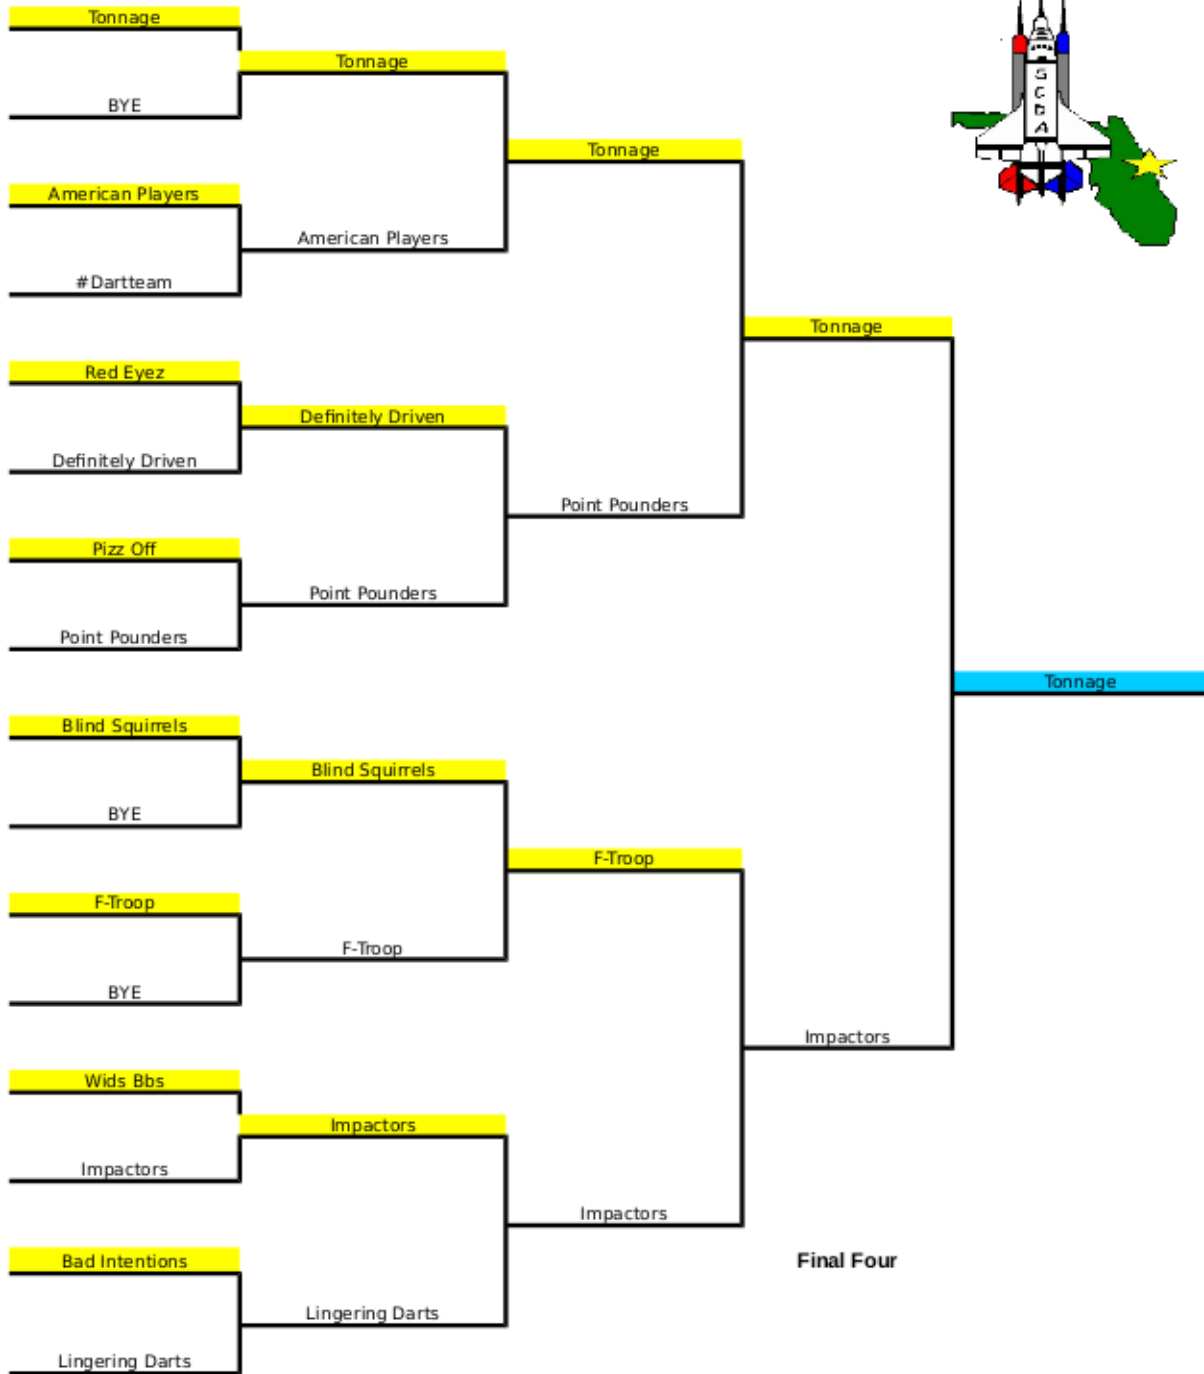 Tonnage
Tonnage
BYE
Tonnage
American Players
American Players
#Dartteam
Tonnage
Red Eyez
Definitely Driven
Definitely Driven
Point Pounders
Pizz Off
Point Pounders
Point Pounders
Tonnage
Blind Squirrels
Blind Squirrels
BYE
F-Troop
F-Troop
F-Troop
BYE
Impactors
Wids Bbs
Impactors
Impactors
Impactors
Bad Intentions
Final Four
Lingering Darts
Lingering Darts
S
C
D
A